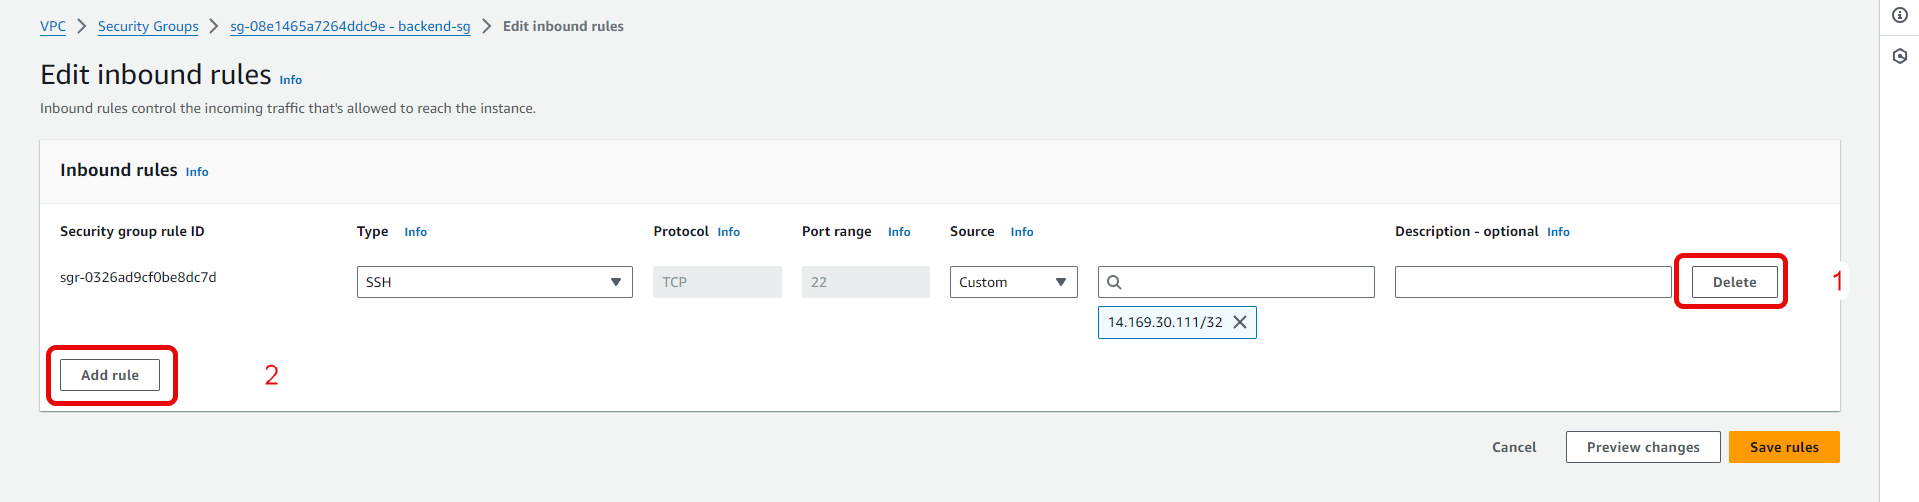 VPC > Security Groups > sg-08e1465a7264ddc9e - backend-sg > Edit inbound rules
Edit inbound rules Info
Inbound rules control the incoming traffic that's allowed to reach the instance.
Inbound rules Info
Security group rule ID Type Info Protocol Info Port range Info Source Info Description - optional Info
sgr-0326ad9cf0be8dc7d SSH TCP 22 Custom Delete 1
14.169.30.111/32
Add rule 2
Cancel Preview changes Save rules